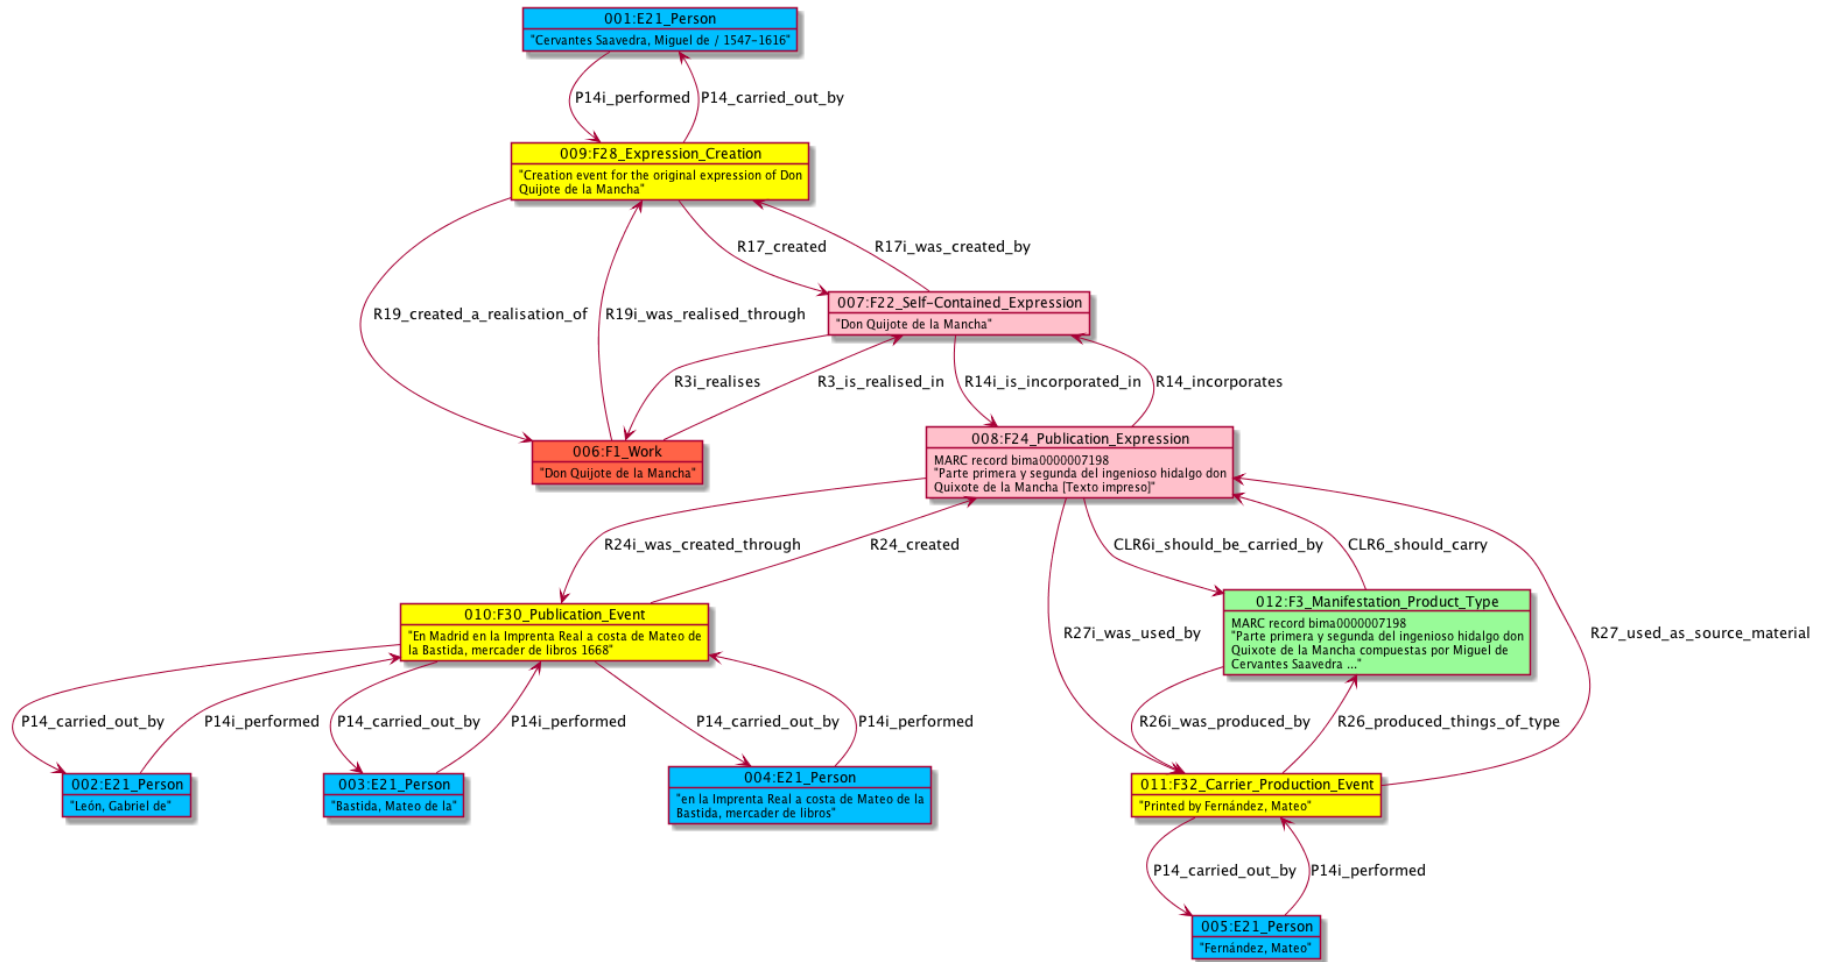 001:E21_Person
"Cervantes Saavedra, Miguel de / 1547-1616"
P14i_performed
P14_carried_out_by
009:F28_Expression_Creation
"Creation event for the original expression of Don
Quijote de la Mancha"
R17_created
R17i_was_created_by
R19_created_a_realisation_of
R19i_was_realised_through
007:F22_Self-Contained_Expression
"Don Quijote de la Mancha"
R3i_realises
R3_is_realised_in
R14i_is_incorporated_in
R14_incorporates
006:F1_Work
"Don Quijote de la Mancha"
008:F24_Publication_Expression
MARC record bima0000007198
"Parte primera y segunda del ingenioso hidalgo don
Quixote de la Mancha [Texto impreso]"
R24i_was_created_through
R24_created
CLR6i_should_be_carried_by
CLR6_should_carry
R27i_was_used_by
R27_used_as_source_material
010:F30_Publication_Event
"En Madrid en la Imprenta Real a costa de Mateo de
la Bastida, mercader de libros 1668"
012:F3_Manifestation_Product_Type
MARC record bima0000007198
"Parte primera y segunda del ingenioso hidalgo don
Quixote de la Mancha compuestas por Miguel de
Cervantes Saavedra ..."
P14_carried_out_by
P14i_performed
P14_carried_out_by
P14i_performed
P14_carried_out_by
P14i_performed
R26i_was_produced_by
R26_produced_things_of_type
002:E21_Person
"León, Gabriel de"
003:E21_Person
"Bastida, Mateo de la"
004:E21_Person
"en la Imprenta Real a costa de Mateo de la
Bastida, mercader de libros"
011:F32_Carrier_Production_Event
"Printed by Fernández, Mateo"
P14_carried_out_by
P14i_performed
005:E21_Person
"Fernández, Mateo"